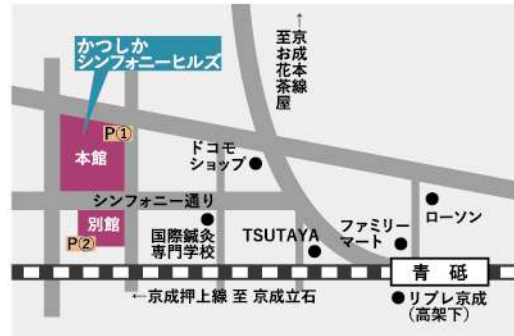 かつしか
シンフォニーヒルズ
←京成本線
至お花茶屋
P①
本館
ドコモ
ショップ
シンフォニー通り
別館
P②
国際鍼灸
専門学校
TSUTAYA
ファミリー
マート
ローソン
青砥
←京成押上線 至 京成立石
リブレ京成
(高架下)